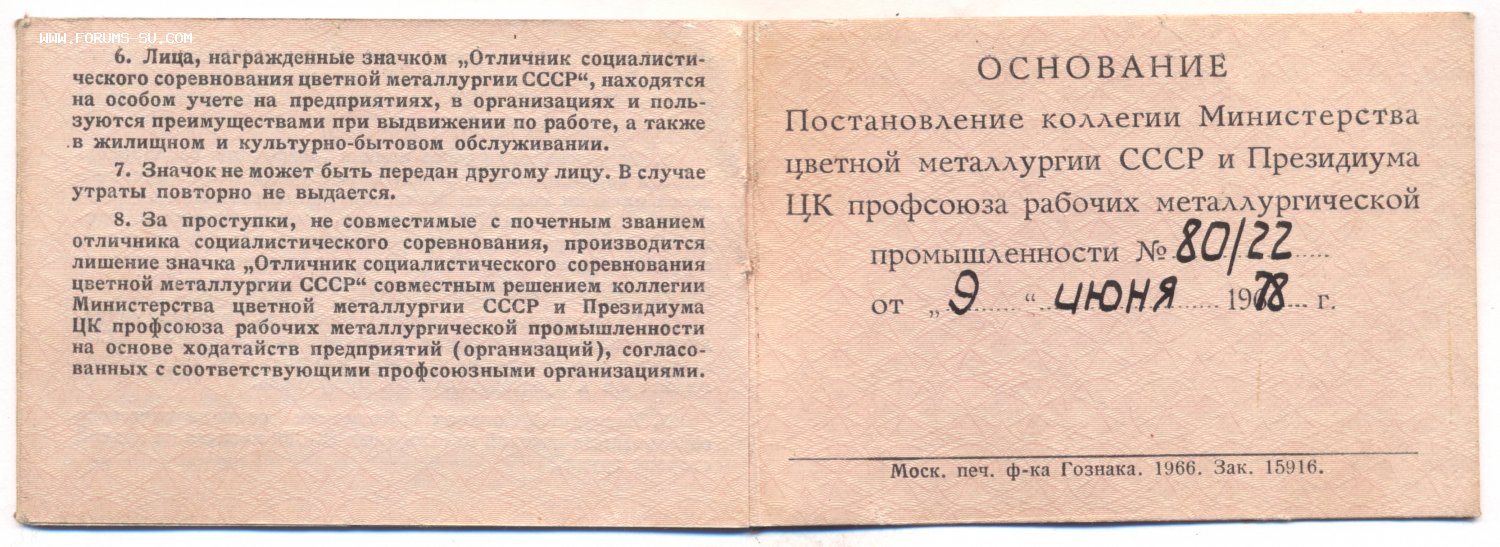 WWW.FORUMS-SU.COM
6. Лица, награжденные значком „Отличник социалисти-
ческого соревнования цветной металлургии СССР“, находятся
на особом учете на предприятиях, в организациях и поль-
зуются преимуществами при выдвижении по работе, а также
в жилищном и культурно-бытовом обслуживании.
7. Значок не может быть передан другому лицу. В случае
утраты повторно не выдается.
8. За проступки, не совместимые с почетным званием
отличника социалистического соревнования, производится
лишение значка „Отличник социалистического соревнования
цветной металлургии СССР“ совместным решением коллегии
Министерства цветной металлургии СССР и Президиума
ЦК профсоюза рабочих металлургической промышленности
на основе ходатайств предприятий (организаций), согласо-
ванных с соответствующими профсоюзными организациями.
ОСНОВАНИЕ
Постановление коллегии Министерства
цветной металлургии СССР и Президиума
ЦК профсоюза рабочих металлургической
промышленности № 80/22
от „9“ июня 1978 г.
Моск. печ. ф-ка Гознака. 1966. Зак. 15916.